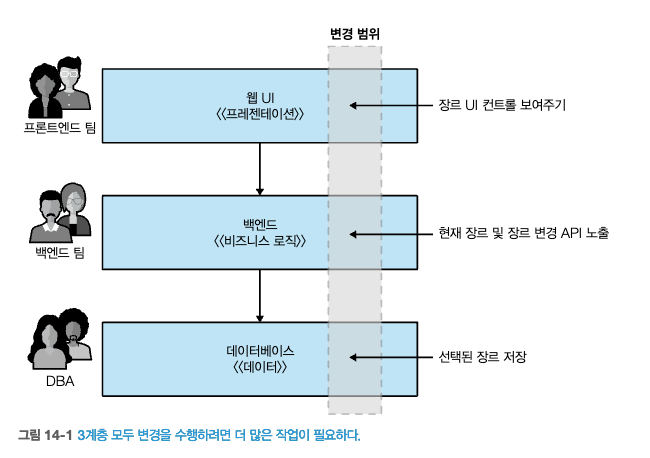 변경 범위
웹 UI
《프레젠테이션》
프론트엔드 팀
장르 UI 컨트롤 보여주기
백엔드
《비즈니스 로직》
백엔드 팀
현재 장르 및 장르 변경 API 노출
데이터베이스
《데이터》
DBA
선택된 장르 저장
그림 14-1 3계층 모두 변경을 수행하려면 더 많은 작업이 필요하다.